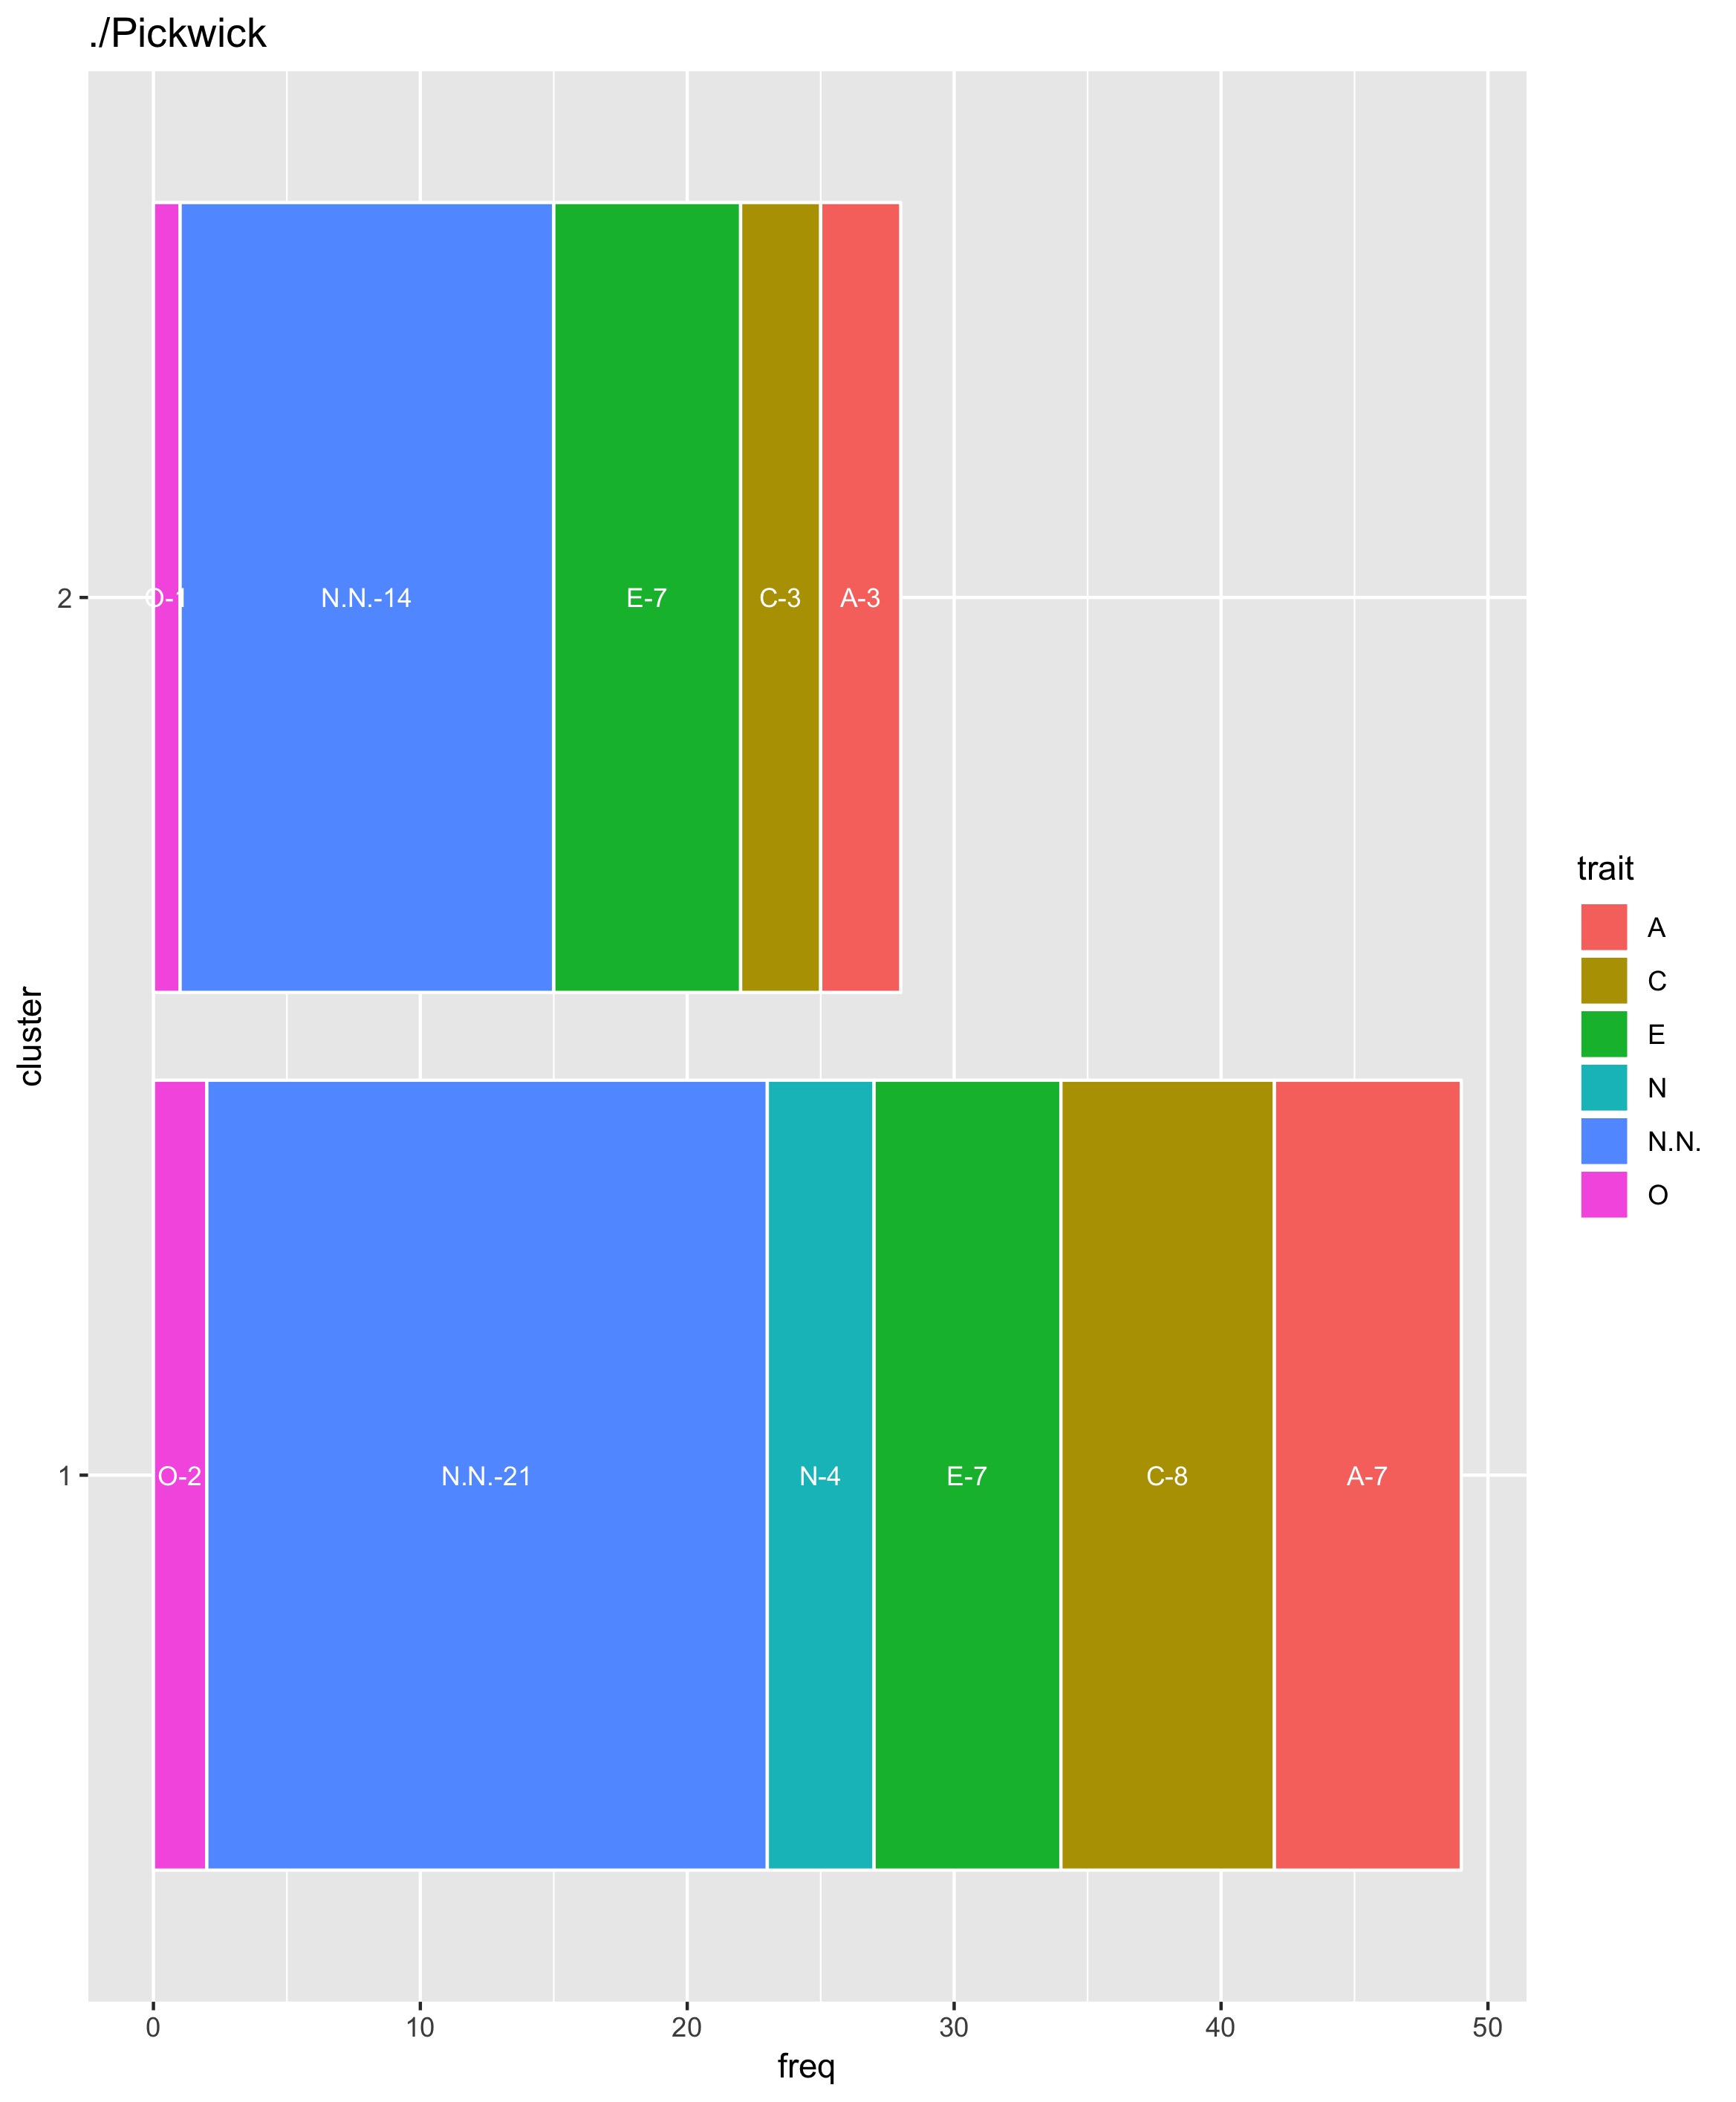 ./Pickwick
cluster
2
O-1
N.N.-14
E-7
C-3
A-3
1
O-2
N.N.-21
N-4
E-7
C-8
A-7
0
10
20
30
40
50
freq
trait
A
C
E
N
N.N.
O